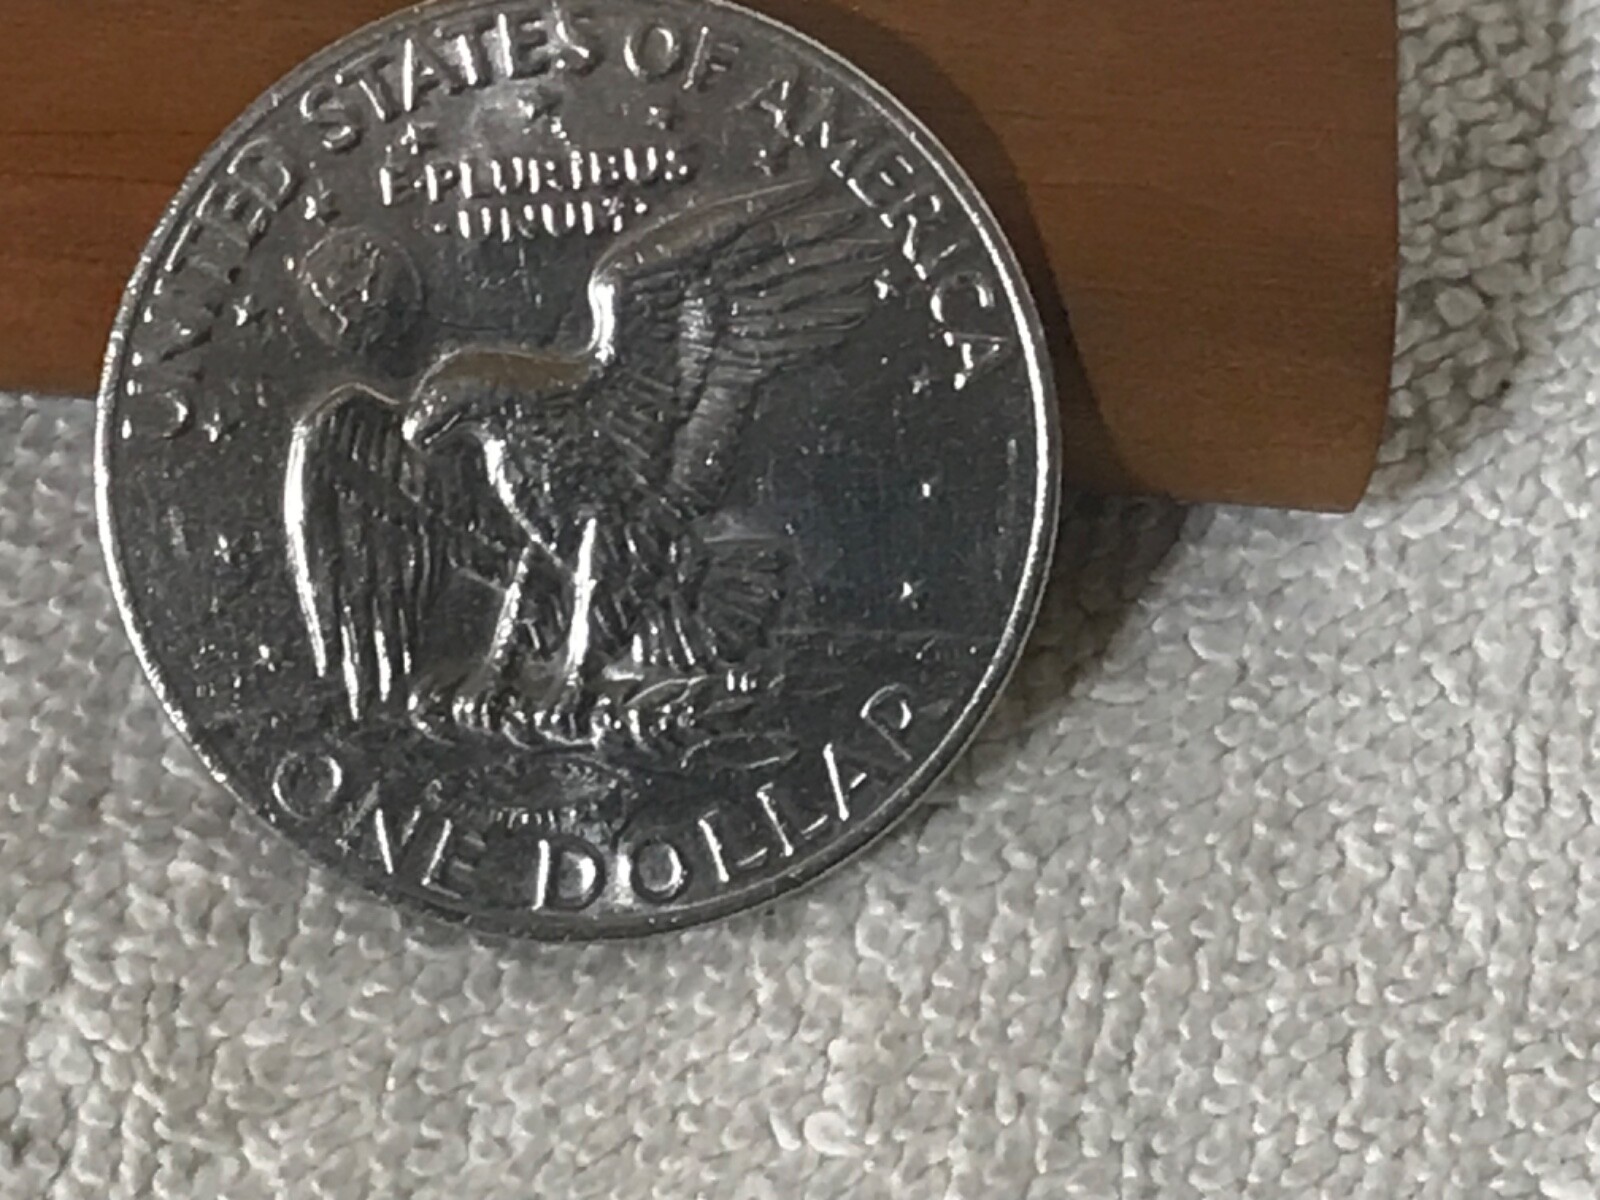 UNITED STATES OF AMERICA
E·PLURIBUS
·UNUM·
ONE DOLLAR